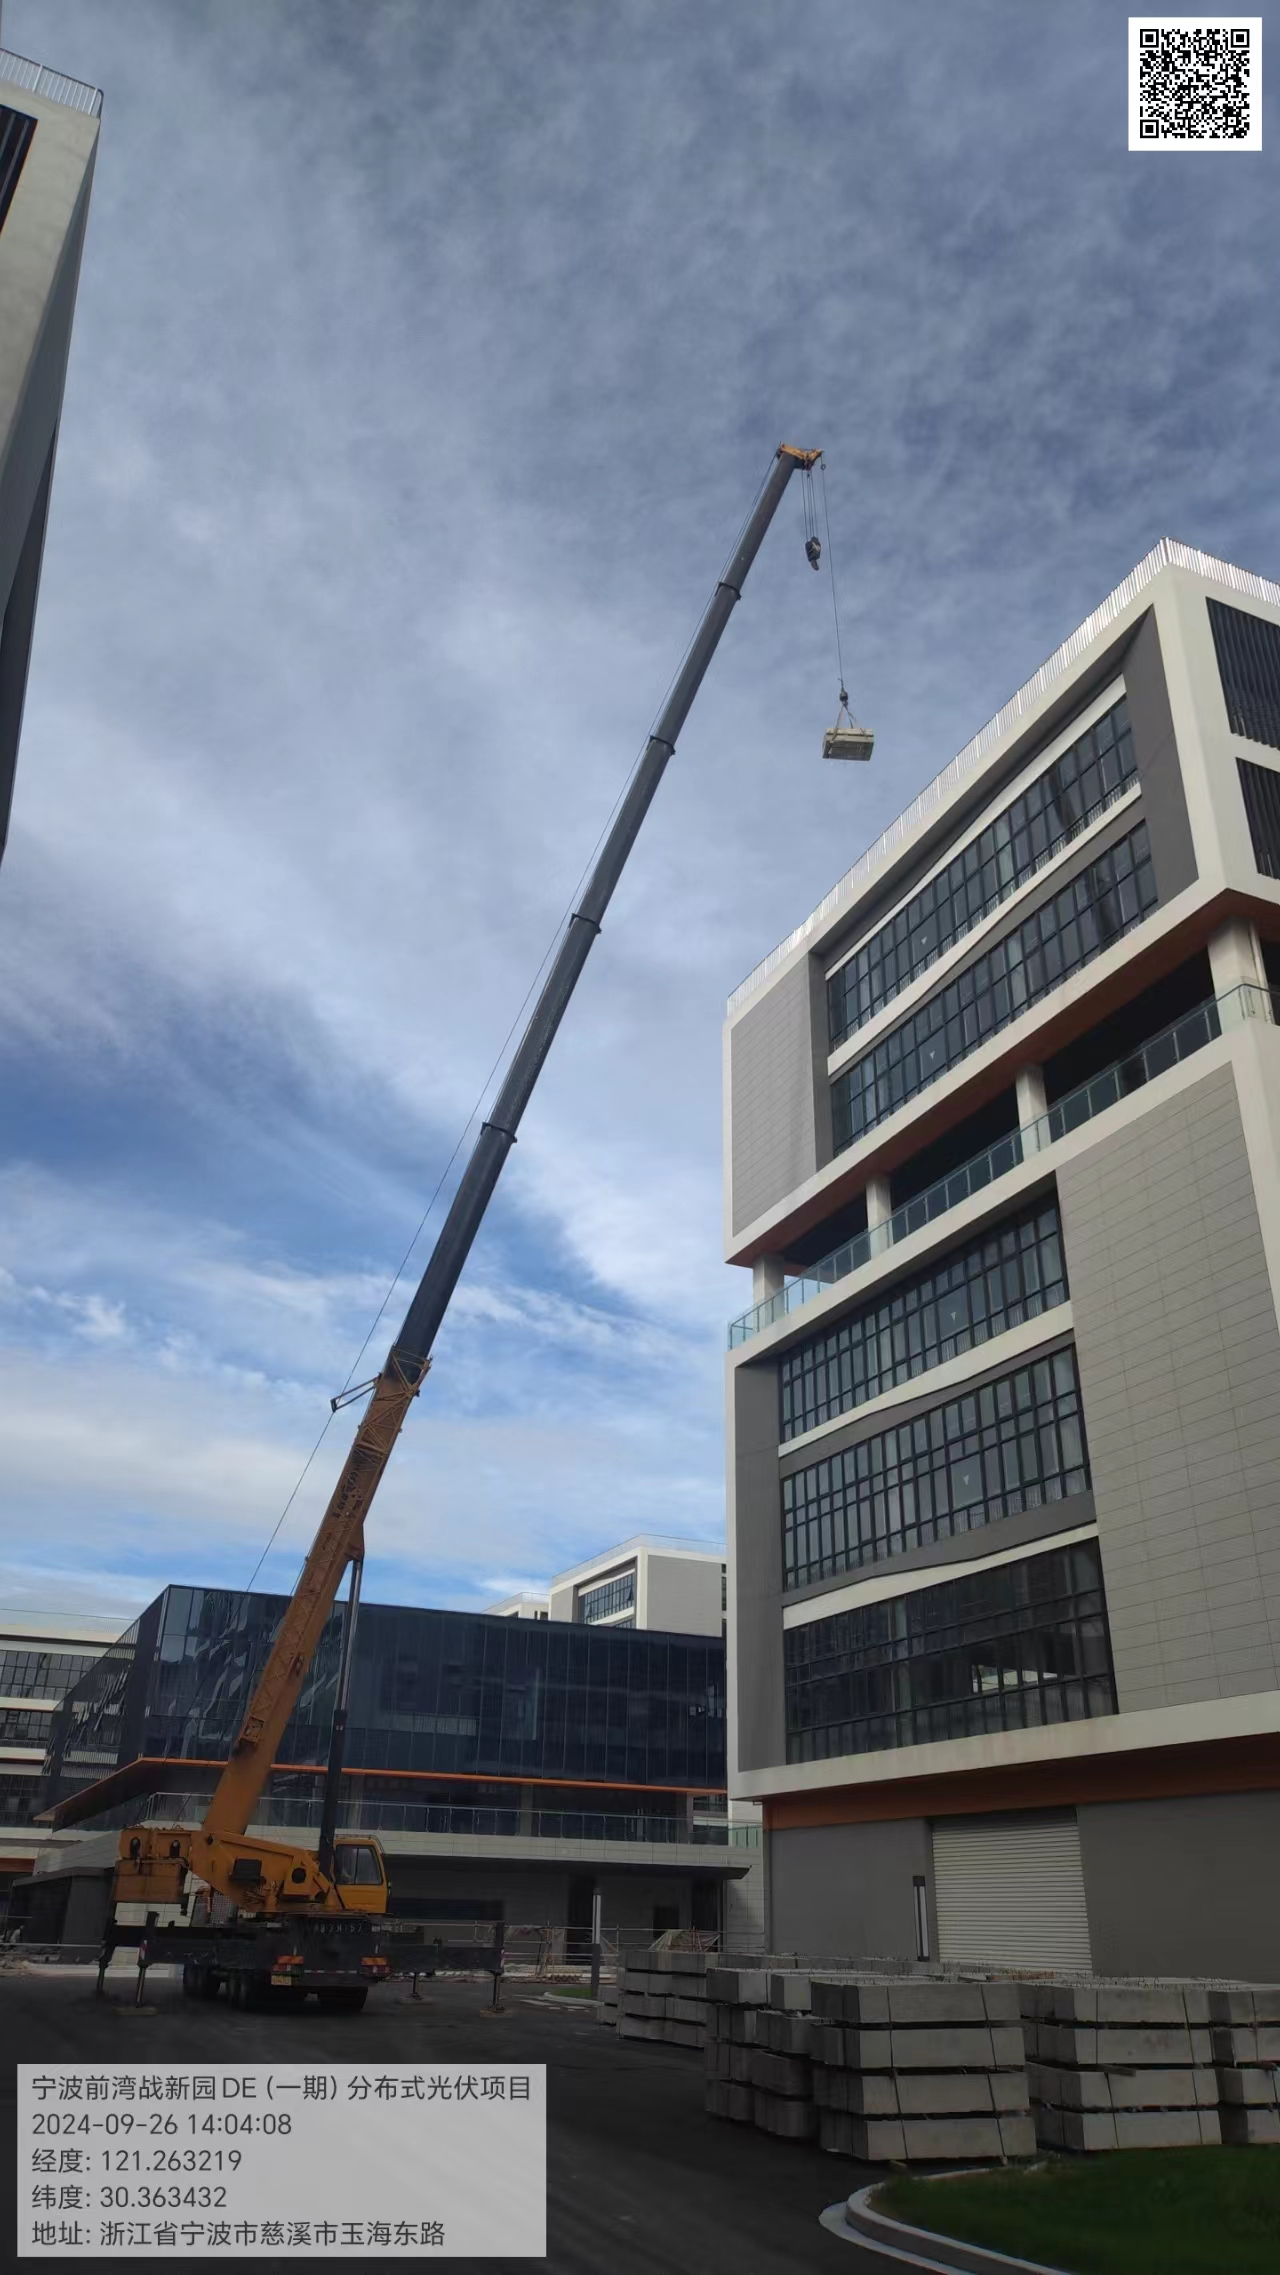 宁波前湾战新园DE（一期）分布式光伏项目
2024-09-26 14:04:08
经度: 121.263219
纬度: 30.363432
地址: 浙江省宁波市慈溪市玉海东路